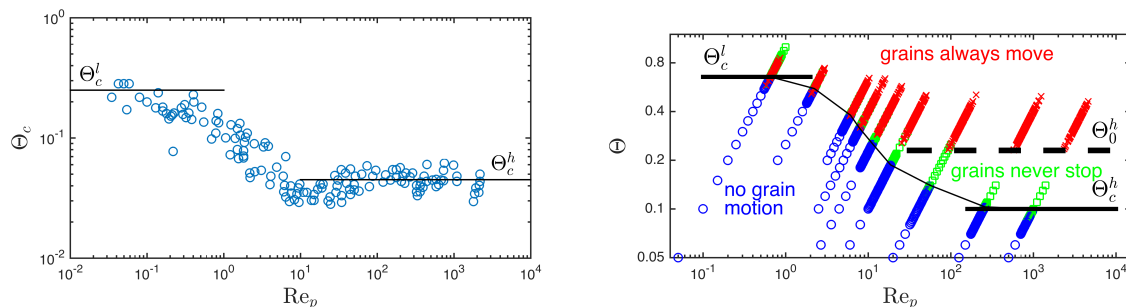 10^0
10^-1
10^-2
Θ_c
Θ_c^l
Θ_c^h
10^-2 10^-1 10^0 10^1 10^2 10^3 10^4
Re_p
0.8
0.4
0.2
0.1
0.05
Θ
Θ_c^l
grains always move
Θ_0^h
grains never stop
no grain
motion
Θ_c^h
10^-1 10^0 10^1 10^2 10^3 10^4
Re_p